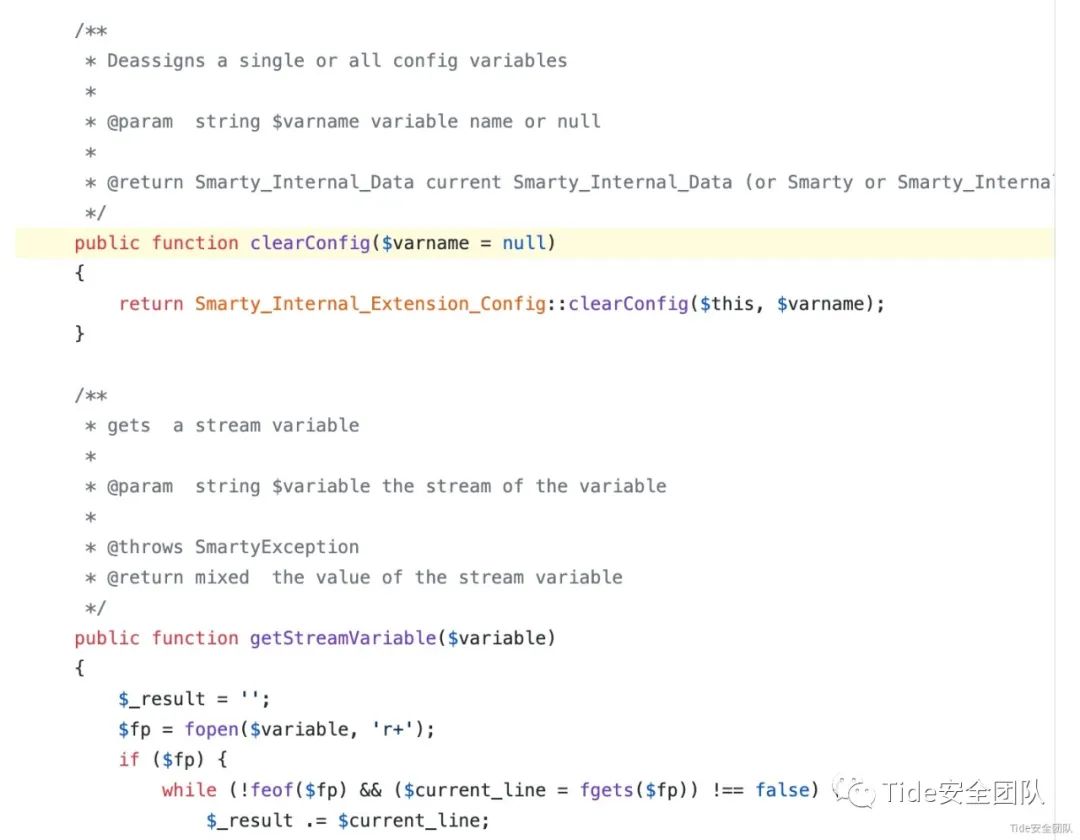 /**
 * Deassigns a single or all config variables
 *
 * @param  string $varname variable name or null
 *
 * @return Smarty_Internal_Data current Smarty_Internal_Data (or Smarty or Smarty_Interna
 */
public function clearConfig($varname = null)
{
    return Smarty_Internal_Extension_Config::clearConfig($this, $varname);
}

/**
 * gets  a stream variable
 *
 * @param  string $variable the stream of the variable
 *
 * @throws SmartyException
 * @return mixed  the value of the stream variable
 */
public function getStreamVariable($variable)
{
    $_result = '';
    $fp = fopen($variable, 'r+');
    if ($fp) {
        while (!feof($fp) && ($current_line = fgets($fp)) !== false)
            $_result .= $current_line;
Tide安全团队
Tide安全团队